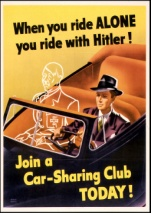 When you ride ALONE
you ride with Hitler !
Join a
Car-Sharing Club
TODAY !